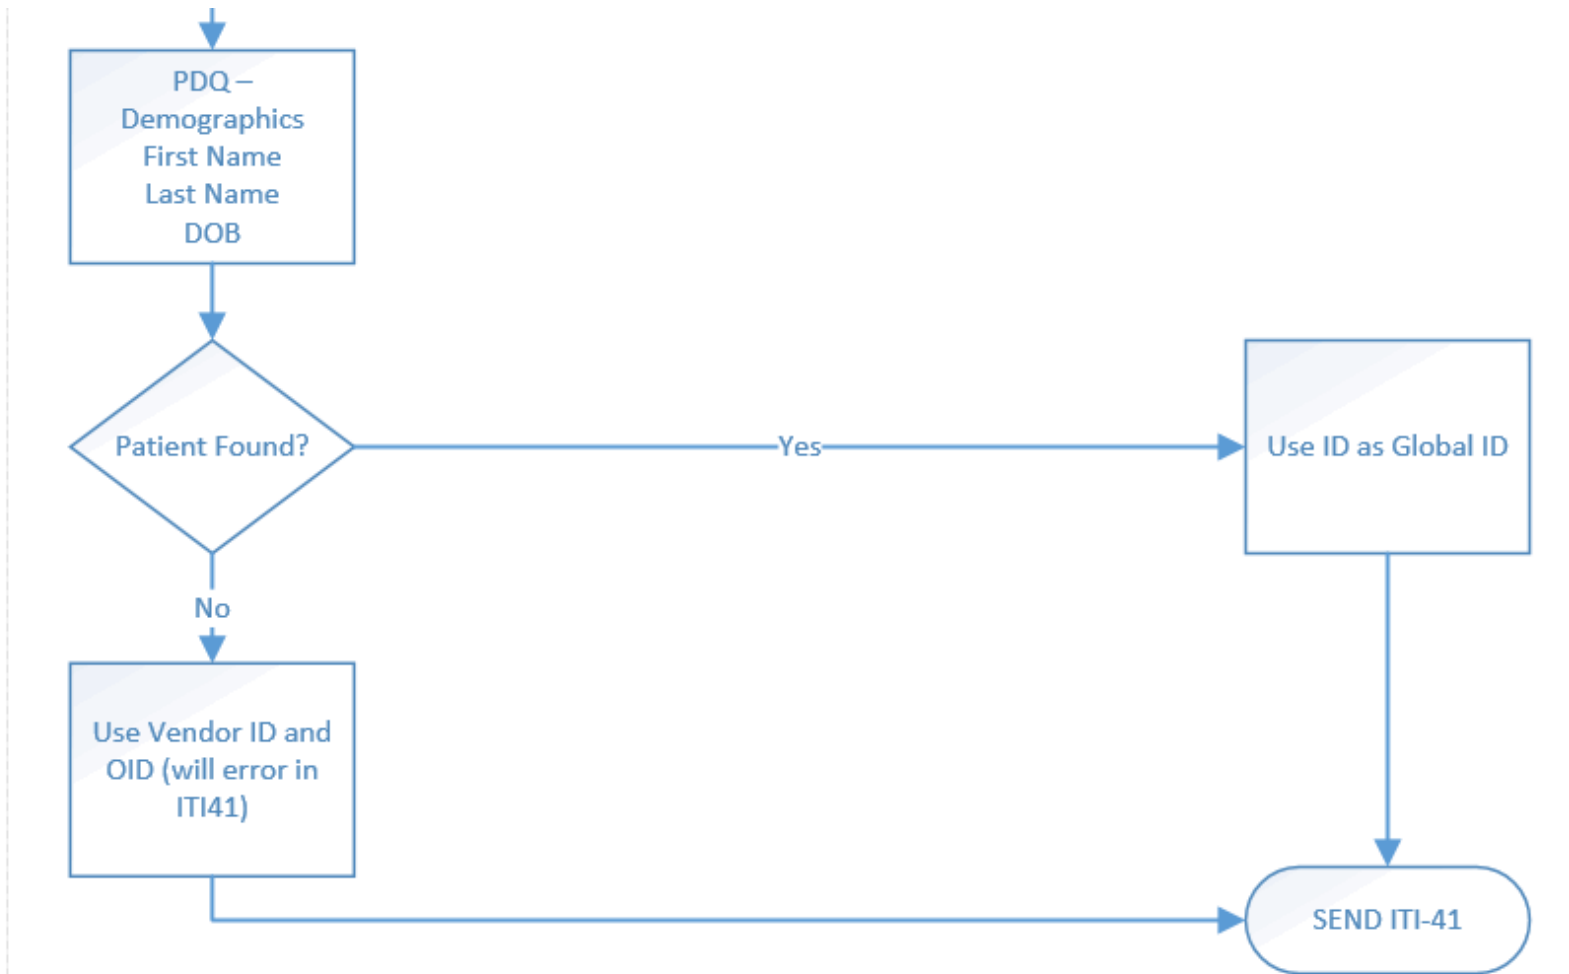 PDQ –
Demographics
First Name
Last Name
DOB
Patient Found?
Yes
Use ID as Global ID
No
Use Vendor ID and
OID (will error in
ITI41)
SEND ITI-41